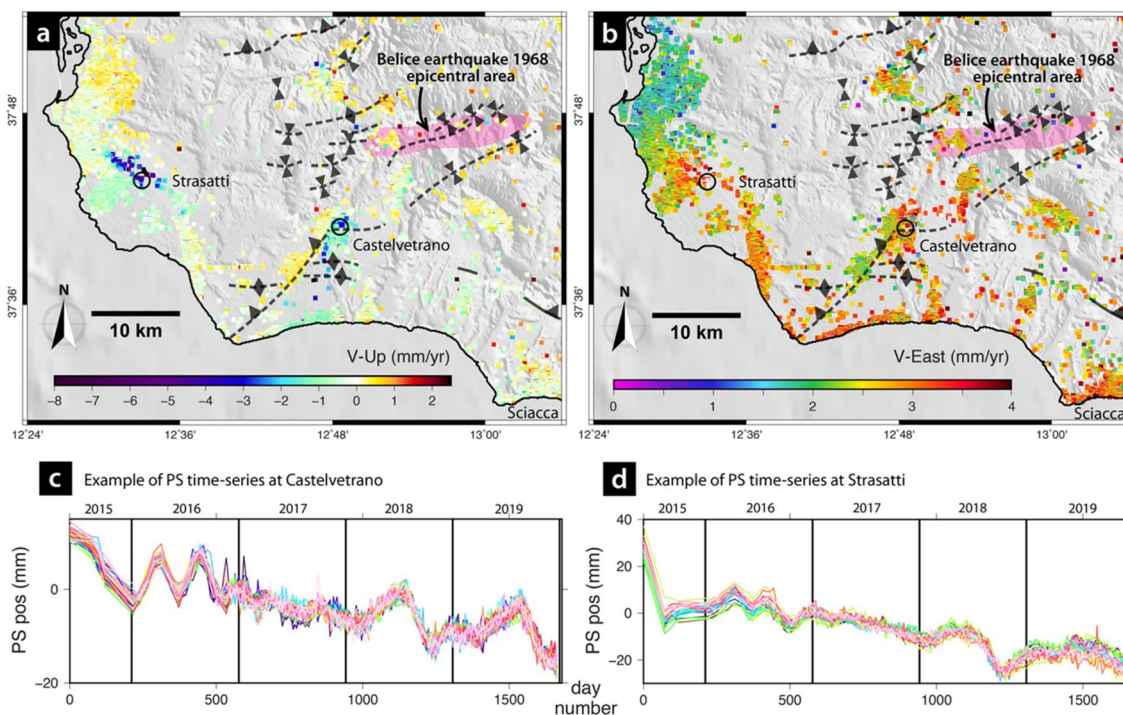 a
Belice earthquake 1968
epicentral area
37°48'
Strasatti
Castelvetrano
37°36'
N
10 km
V-Up (mm/yr)
−8 −7 −6 −5 −4 −3 −2 −1 0 1 2
Sciacca
12°24' 12°36' 12°48' 13°00'
b
Belice earthquake 1968
epicentral area
37°48'
Strasatti
Castelvetrano
37°36'
N
10 km
V-East (mm/yr)
0 1 2 3 4
Sciacca
12°24' 12°36' 12°48' 13°00'
c Example of PS time-series at Castelvetrano
2015 2016 2017 2018 2019
PS pos (mm)
0
−20
0 500 1000 1500
day
number
d Example of PS time-series at Strasatti
2015 2016 2017 2018 2019
PS pos (mm)
40
20
0
−20
0 500 1000 1500